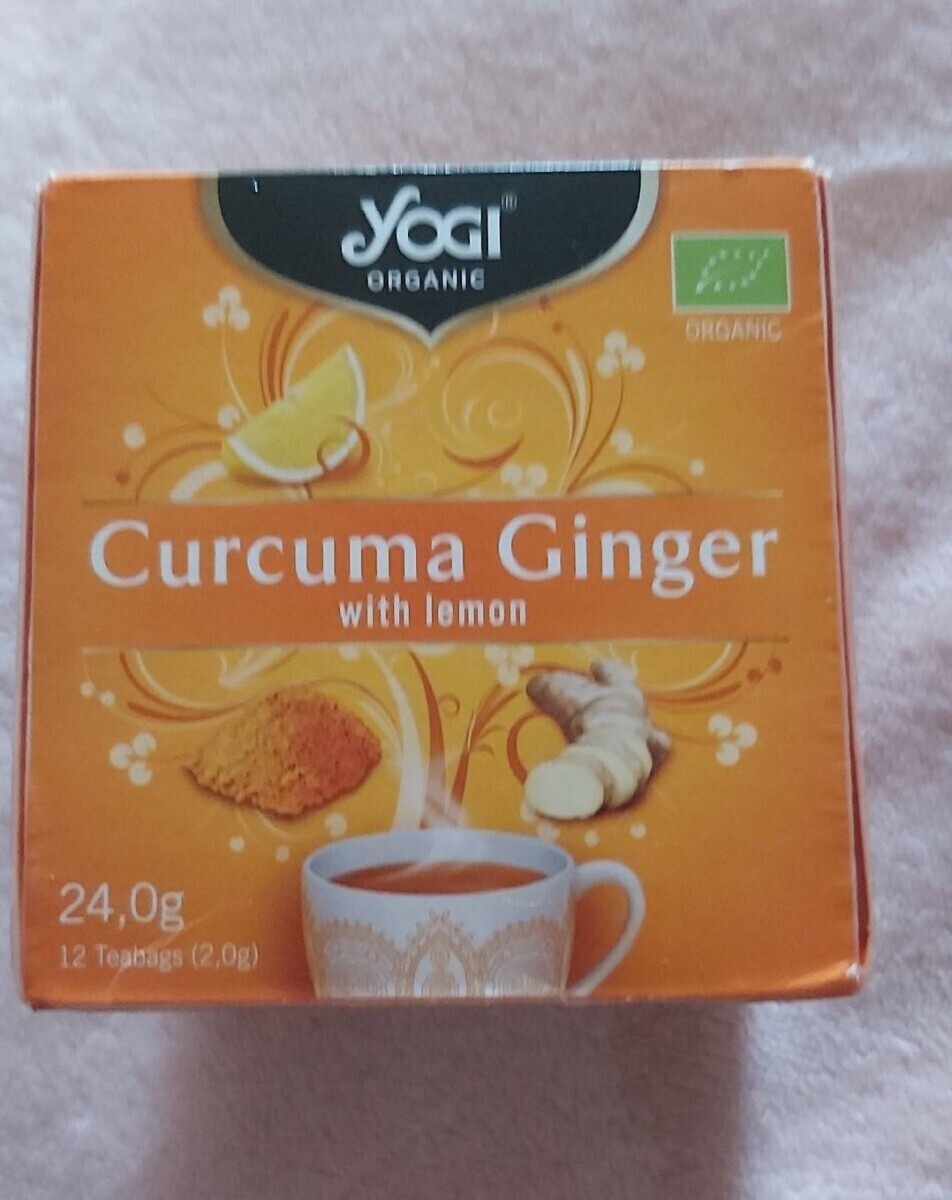 YOGI®
ORGANIC
ORGANIC
Curcuma Ginger
with lemon
24,0g
12 Teabags (2,0g)